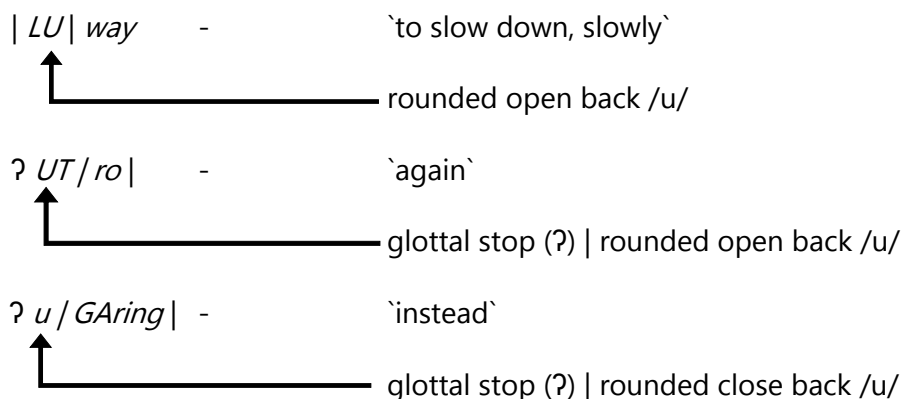 | LU | way - `to slow down, slowly`
rounded open back /u/
ʔ UT / ro | - `again`
glottal stop (ʔ) | rounded open back /u/
ʔ u / GAring | - `instead`
glottal stop (ʔ) | rounded close back /u/